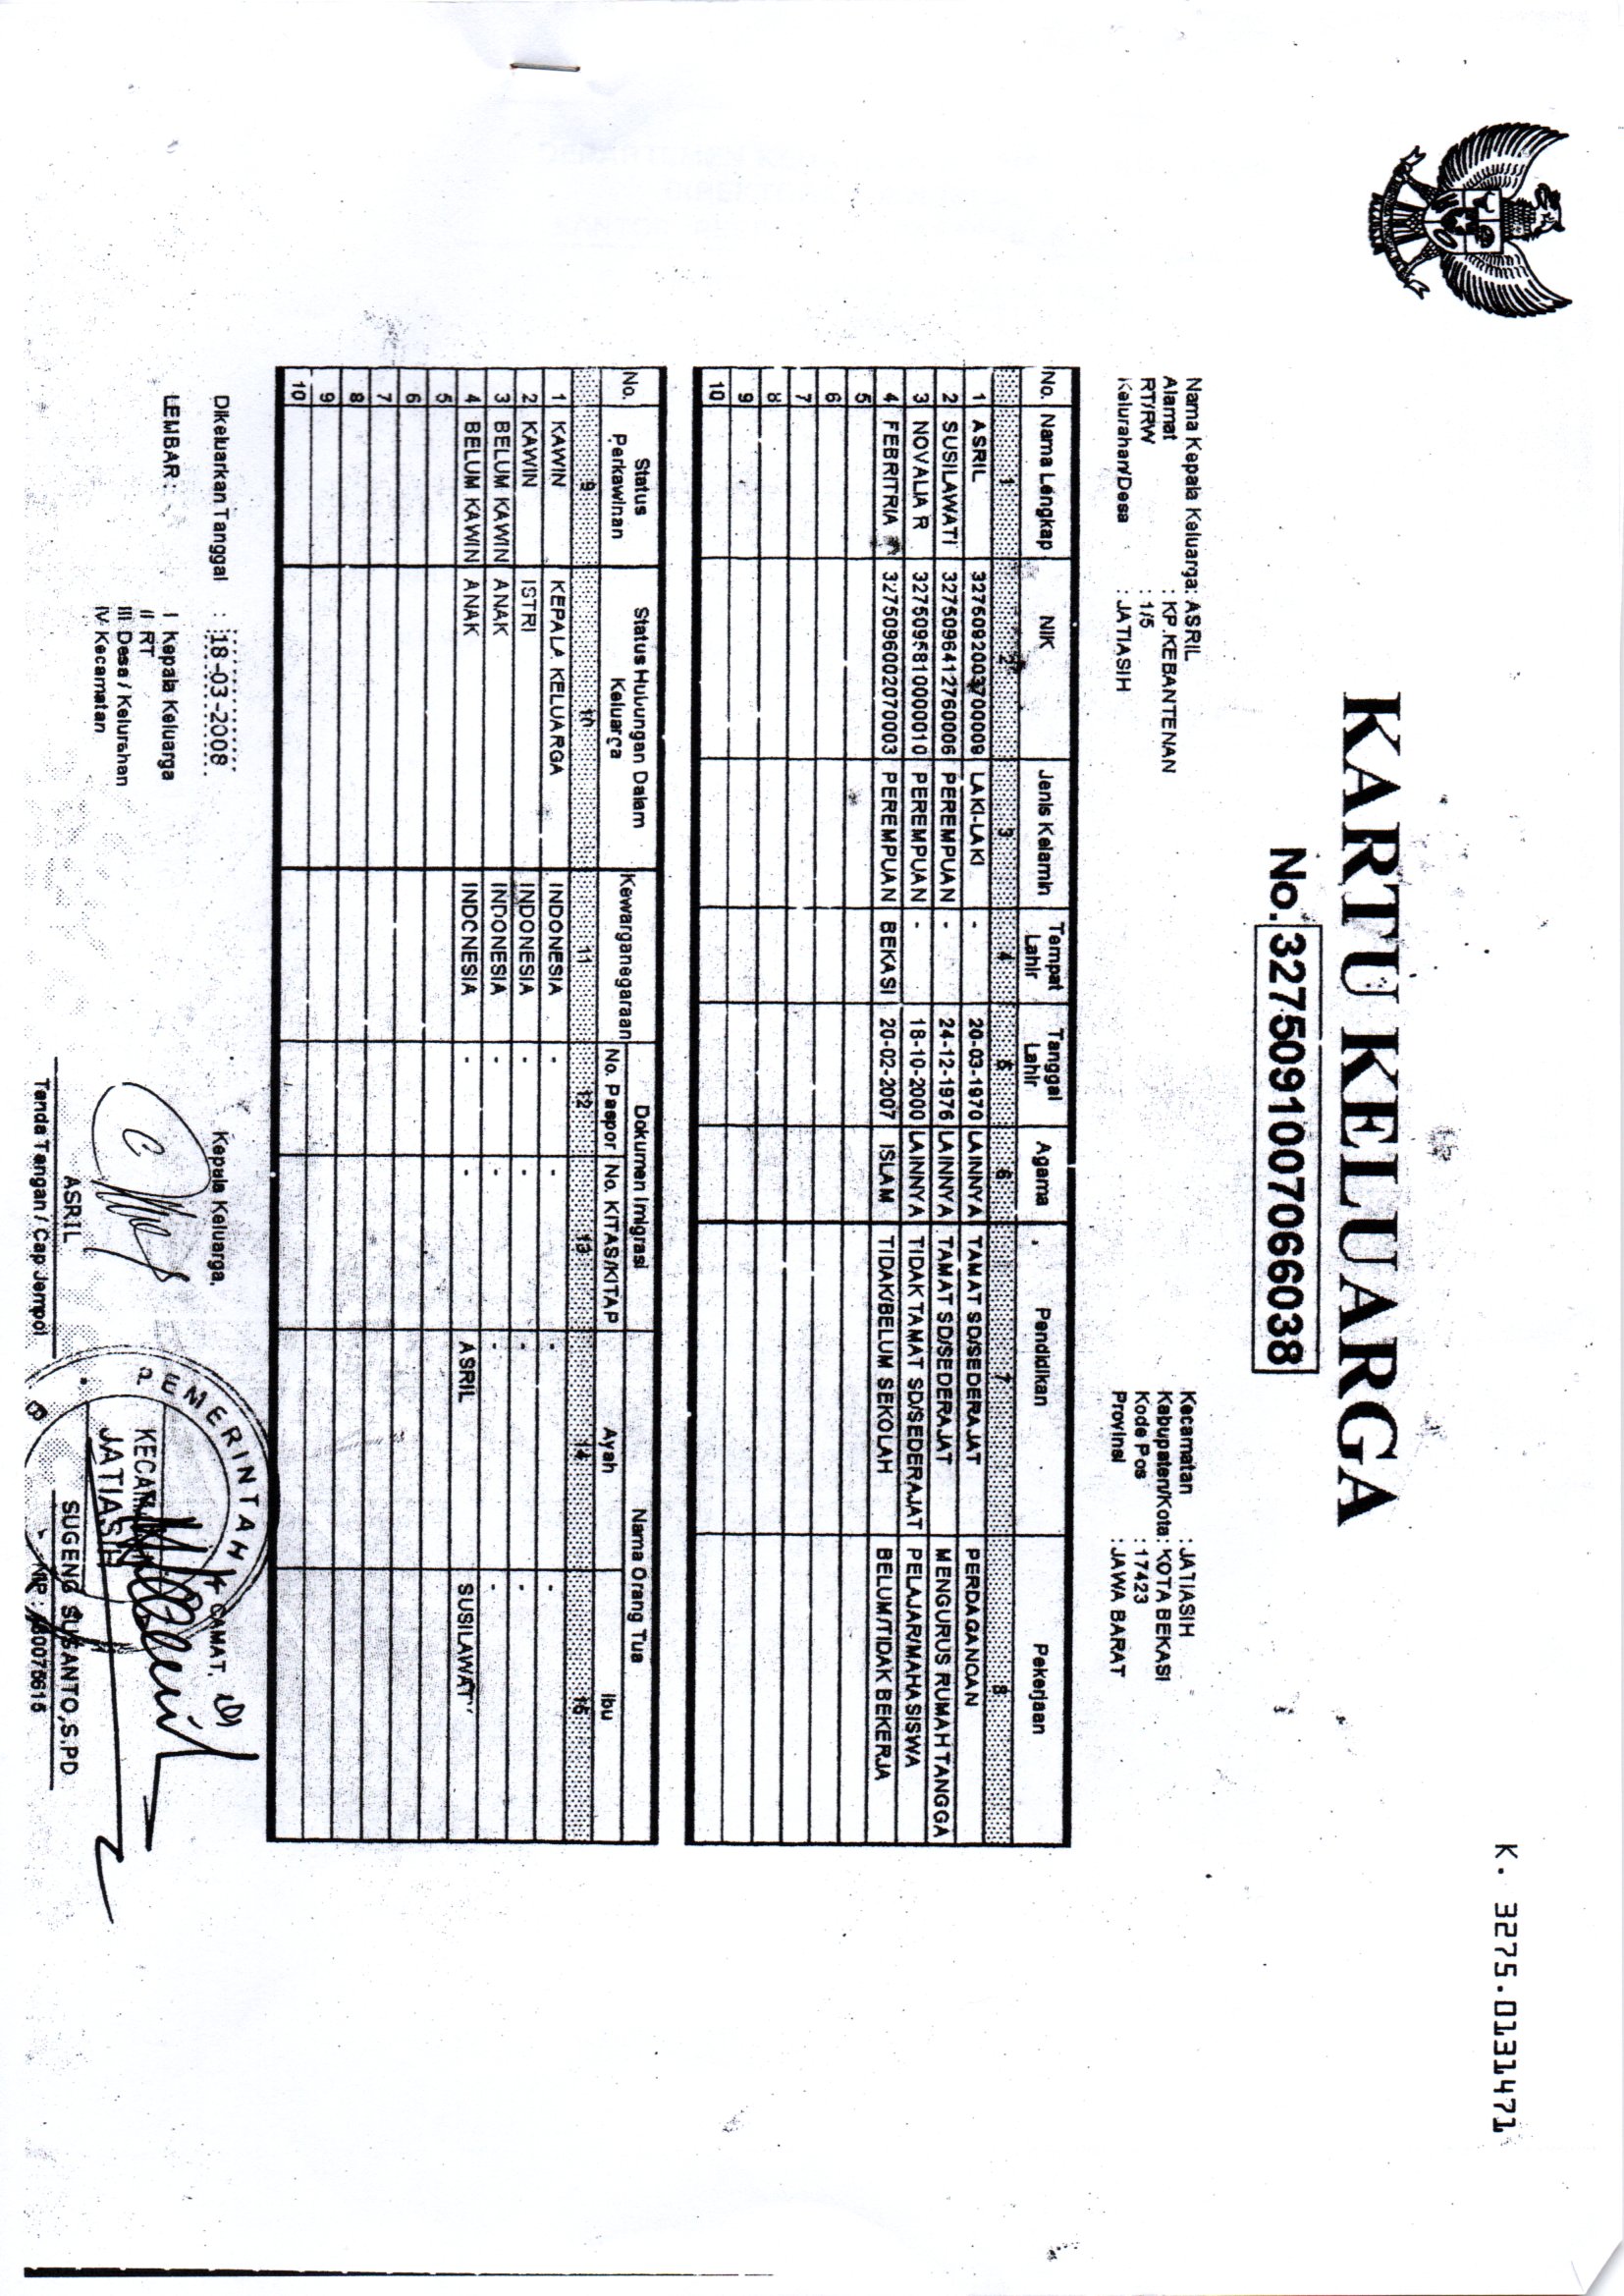 K. 3275.0131471
KARTU KELUARGA
No. 3275091007066038
Nama Kepala Keluarga: ASRIL
Alamat : KP.KEBANTENAN
RT/RW : 1/5
Kelurahan/Desa : JATIASIH
Kecamatan : JATIASIH
Kabupaten/Kota: KOTA BEKASI
Kode Pos : 17423
Provinsi : JAWA BARAT
No. Nama Lengkap NIK Jenis Kelamin Tempat Lahir Tanggal Lahir Agama Pendidikan Pekerjaan
1 2 3 4 5 6 7 8
1 ASRIL 3275092003700009 LAKI-LAKI - 20-03-1970 LAINNYA TAMAT SD/SEDERAJAT PERDAGANGAN
2 SUSILAWATI 3275096412760006 PEREMPUAN - 24-12-1976 LAINNYA TAMAT SD/SEDERAJAT MENGURUS RUMAH TANGGA
3 NOVALIA R 3275095810000010 PEREMPUAN - 18-10-2000 LAINNYA TIDAK TAMAT SD/SEDERAJAT PELAJAR/MAHASISWA
4 FEBRITRIA 3275096002070003 PEREMPUAN BEKASI 20-02-2007 ISLAM TIDAK/BELUM SEKOLAH BELUM/TIDAK BEKERJA
5
6
7
8
9
10
No. Status Perkawinan Status Hubungan Dalam Keluarga Kewarganegaraan Dokumen Imigrasi Nama Orang Tua
No. Paspor No. KITAS/KITAP Ayah Ibu
9 10 11 12 13 14 15
1 KAWIN KEPALA KELUARGA INDONESIA - - - -
2 KAWIN ISTRI INDONESIA - - - -
3 BELUM KAWIN ANAK INDONESIA - - - -
4 BELUM KAWIN ANAK INDONESIA - - ASRIL SUSILAWATI
5
6
7
8
9
10
Dikeluarkan Tanggal : 18-03-2008
LEMBAR : I Kepala Keluarga
II RT
III Desa / Kelurahan
IV Kecamatan
Kepala Keluarga,
ASRIL
Tanda Tangan / Cap Jempol
CAMAT,
PEMERINTAH
JATIASIH
SUGENG SUSANTO,S.PD
NIP :